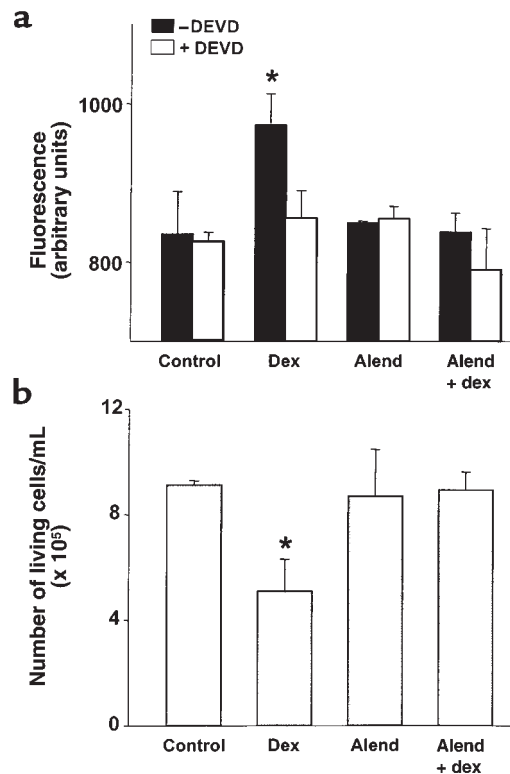 a
–DEVD
+ DEVD
*
1000
800
Fluorescence
(arbitrary units)
Control Dex Alend Alend
+ dex
b
12
8
4
0
*
Number of living cells/mL
(x 10⁵)
Control Dex Alend Alend
+ dex